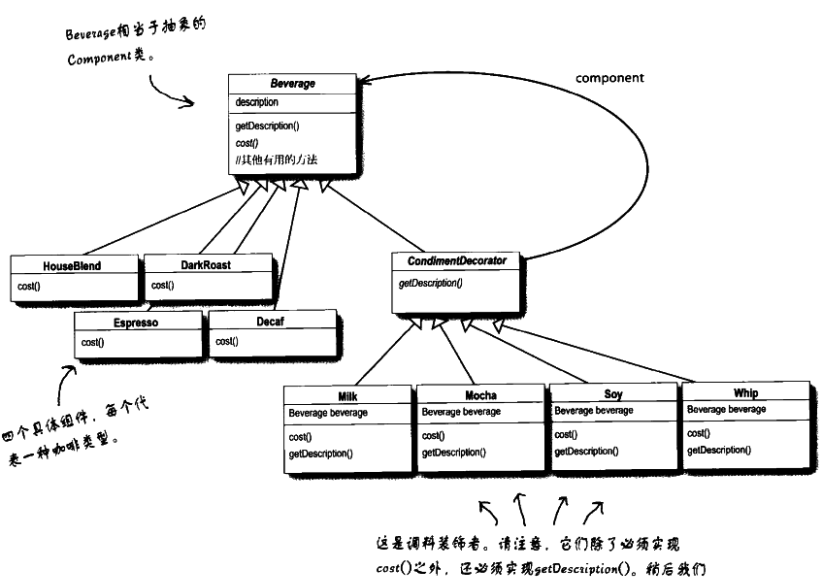 Beverage相当于抽象的
Component类。
component
Beverage
description
getDescription()
cost()
//其他有用的方法
HouseBlend
cost()
DarkRoast
cost()
Espresso
cost()
Decaf
cost()
CondimentDecorator
getDescription()
四个具体组件，每个代
表一种咖啡类型。
Milk
Beverage beverage
cost()
getDescription()
Mocha
Beverage beverage
cost()
getDescription()
Soy
Beverage beverage
cost()
getDescription()
Whip
Beverage beverage
cost()
getDescription()
这是调料装饰者。请注意，它们除了必须实现
cost()之外，还必须实现getDescription()。稍后我们